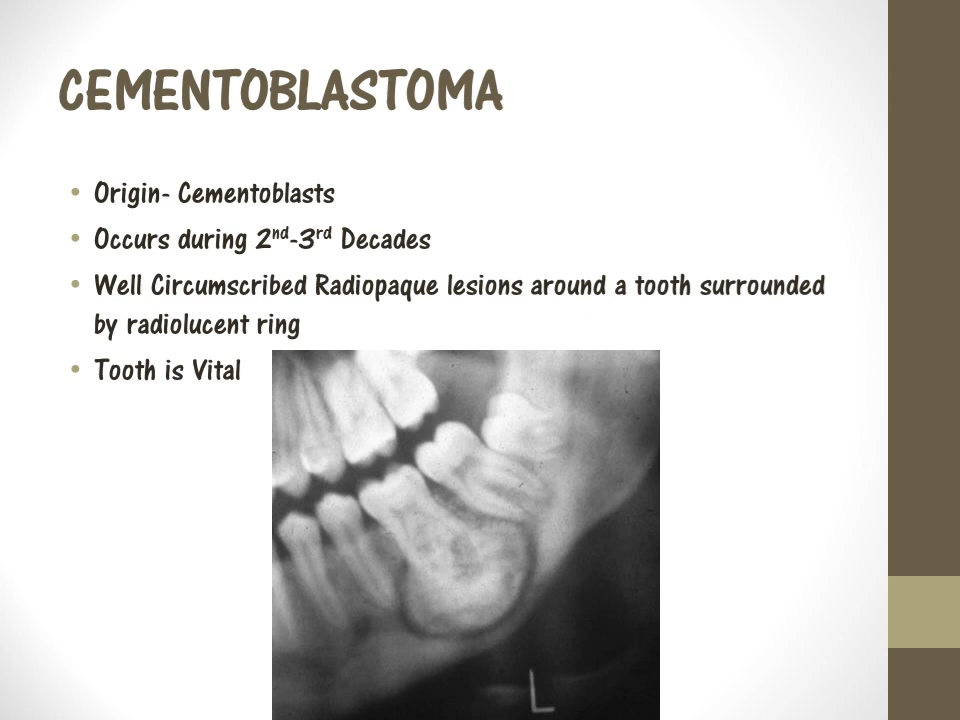 CEMENTOBLASTOMA
• Origin- Cementoblasts
• Occurs during 2nd-3rd Decades
• Well Circumscribed Radiopaque lesions around a tooth surrounded
by radiolucent ring
• Tooth is Vital
L